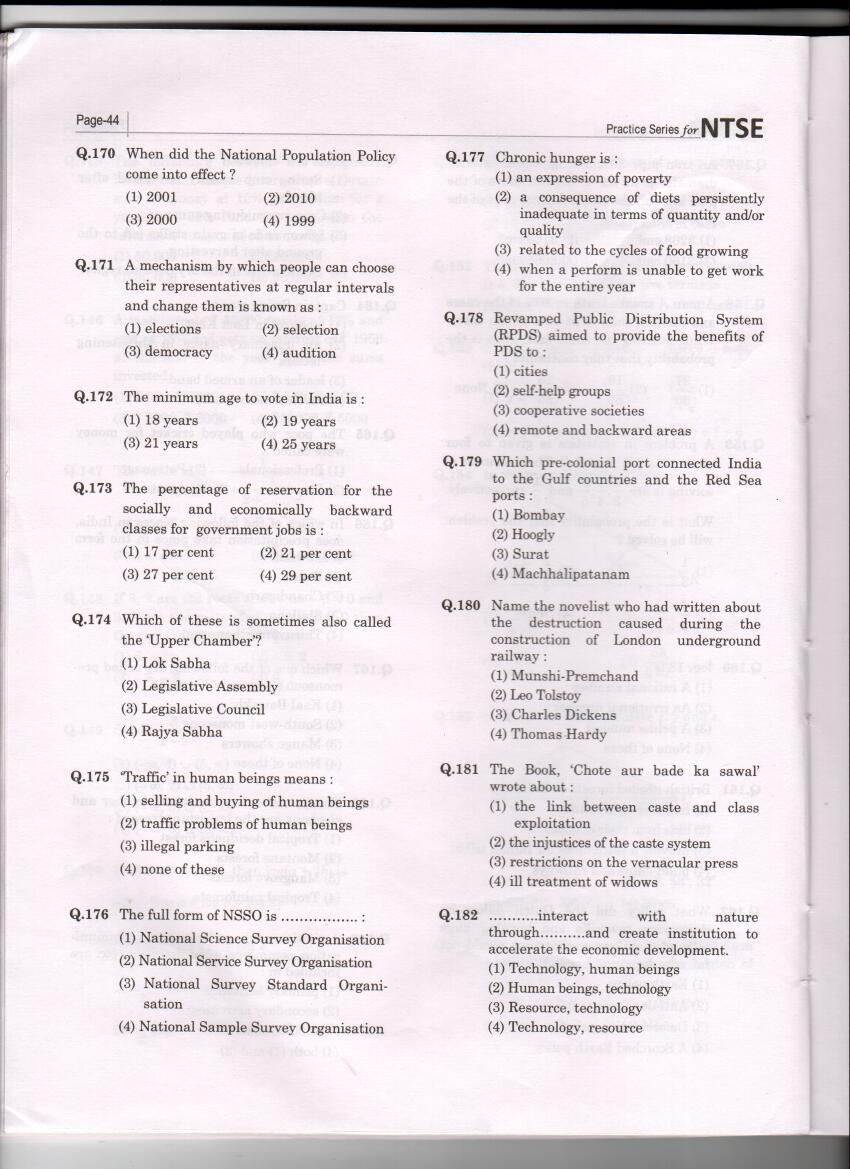 Page-44
Practice Series for NTSE
Q.170 When did the National Population Policy
come into effect ?
(1) 2001 (2) 2010
(3) 2000 (4) 1999
Q.171 A mechanism by which people can choose
their representatives at regular intervals
and change them is known as :
(1) elections (2) selection
(3) democracy (4) audition
Q.172 The minimum age to vote in India is :
(1) 18 years (2) 19 years
(3) 21 years (4) 25 years
Q.173 The percentage of reservation for the
socially and economically backward
classes for government jobs is :
(1) 17 per cent (2) 21 per cent
(3) 27 per cent (4) 29 per sent
Q.174 Which of these is sometimes also called
the 'Upper Chamber'?
(1) Lok Sabha
(2) Legislative Assembly
(3) Legislative Council
(4) Rajya Sabha
Q.175 'Traffic' in human beings means :
(1) selling and buying of human beings
(2) traffic problems of human beings
(3) illegal parking
(4) none of these
Q.176 The full form of NSSO is ................. :
(1) National Science Survey Organisation
(2) National Service Survey Organisation
(3) National Survey Standard Organi-
sation
(4) National Sample Survey Organisation
Q.177 Chronic hunger is :
(1) an expression of poverty
(2) a consequence of diets persistently
inadequate in terms of quantity and/or
quality
(3) related to the cycles of food growing
(4) when a perform is unable to get work
for the entire year
Q.178 Revamped Public Distribution System
(RPDS) aimed to provide the benefits of
PDS to :
(1) cities
(2) self-help groups
(3) cooperative societies
(4) remote and backward areas
Q.179 Which pre-colonial port connected India
to the Gulf countries and the Red Sea
ports :
(1) Bombay
(2) Hoogly
(3) Surat
(4) Machhalipatanam
Q.180 Name the novelist who had written about
the destruction caused during the
construction of London underground
railway :
(1) Munshi-Premchand
(2) Leo Tolstoy
(3) Charles Dickens
(4) Thomas Hardy
Q.181 The Book, 'Chote aur bade ka sawal'
wrote about :
(1) the link between caste and class
exploitation
(2) the injustices of the caste system
(3) restrictions on the vernacular press
(4) ill treatment of widows
Q.182 ...........interact with nature
through..........and create institution to
accelerate the economic development.
(1) Technology, human beings
(2) Human beings, technology
(3) Resource, technology
(4) Technology, resource